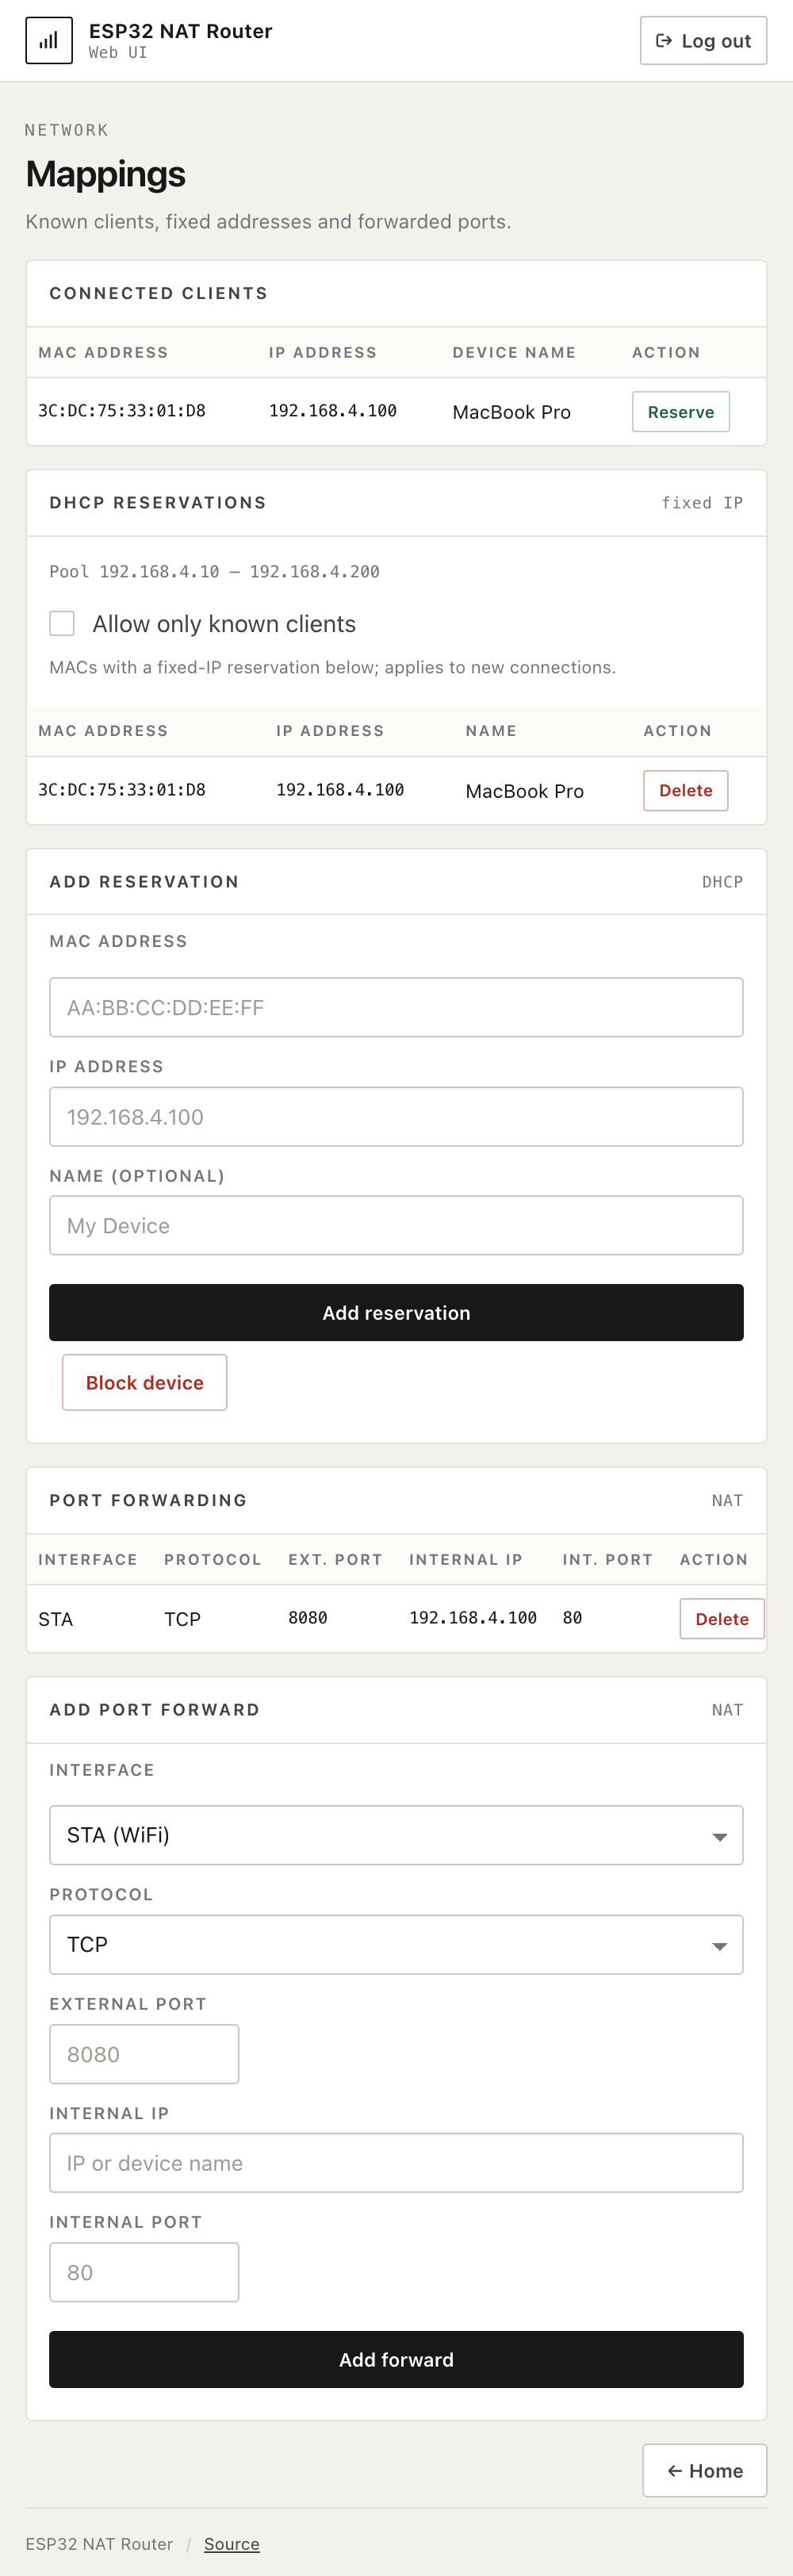 ESP32 NAT Router
Web UI
Log out
NETWORK
Mappings
Known clients, fixed addresses and forwarded ports.
CONNECTED CLIENTS
MAC ADDRESS IP ADDRESS DEVICE NAME ACTION
3C:DC:75:33:01:D8 192.168.4.100 MacBook Pro Reserve
DHCP RESERVATIONS fixed IP
Pool 192.168.4.10 — 192.168.4.200
Allow only known clients
MACs with a fixed-IP reservation below; applies to new connections.
MAC ADDRESS IP ADDRESS NAME ACTION
3C:DC:75:33:01:D8 192.168.4.100 MacBook Pro Delete
ADD RESERVATION DHCP
MAC ADDRESS
AA:BB:CC:DD:EE:FF
IP ADDRESS
192.168.4.100
NAME (OPTIONAL)
My Device
Add reservation
Block device
PORT FORWARDING NAT
INTERFACE PROTOCOL EXT. PORT INTERNAL IP INT. PORT ACTION
STA TCP 8080 192.168.4.100 80 Delete
ADD PORT FORWARD NAT
INTERFACE
STA (WiFi)
PROTOCOL
TCP
EXTERNAL PORT
8080
INTERNAL IP
IP or device name
INTERNAL PORT
80
Add forward
← Home
ESP32 NAT Router / Source